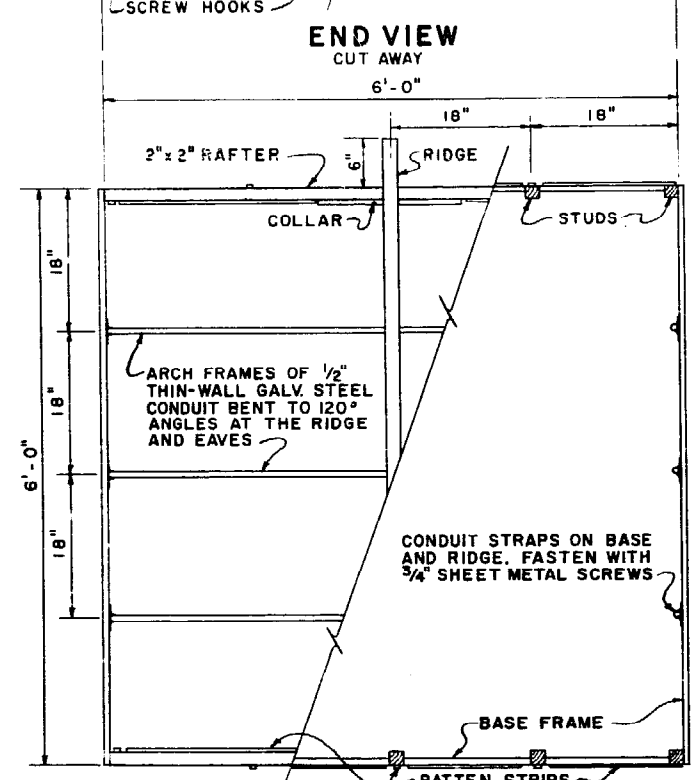 SCREW HOOKS
END VIEW
CUT AWAY
6'-0"
18"
18"
2"x 2" RAFTER
6"
RIDGE
COLLAR
STUDS
18"
ARCH FRAMES OF 1/2"
THIN-WALL GALV. STEEL
CONDUIT BENT TO 120°
ANGLES AT THE RIDGE
AND EAVES
18"
6'-0"
18"
CONDUIT STRAPS ON BASE
AND RIDGE. FASTEN WITH
3/4" SHEET METAL SCREWS
BASE FRAME
BATTEN STRIPS